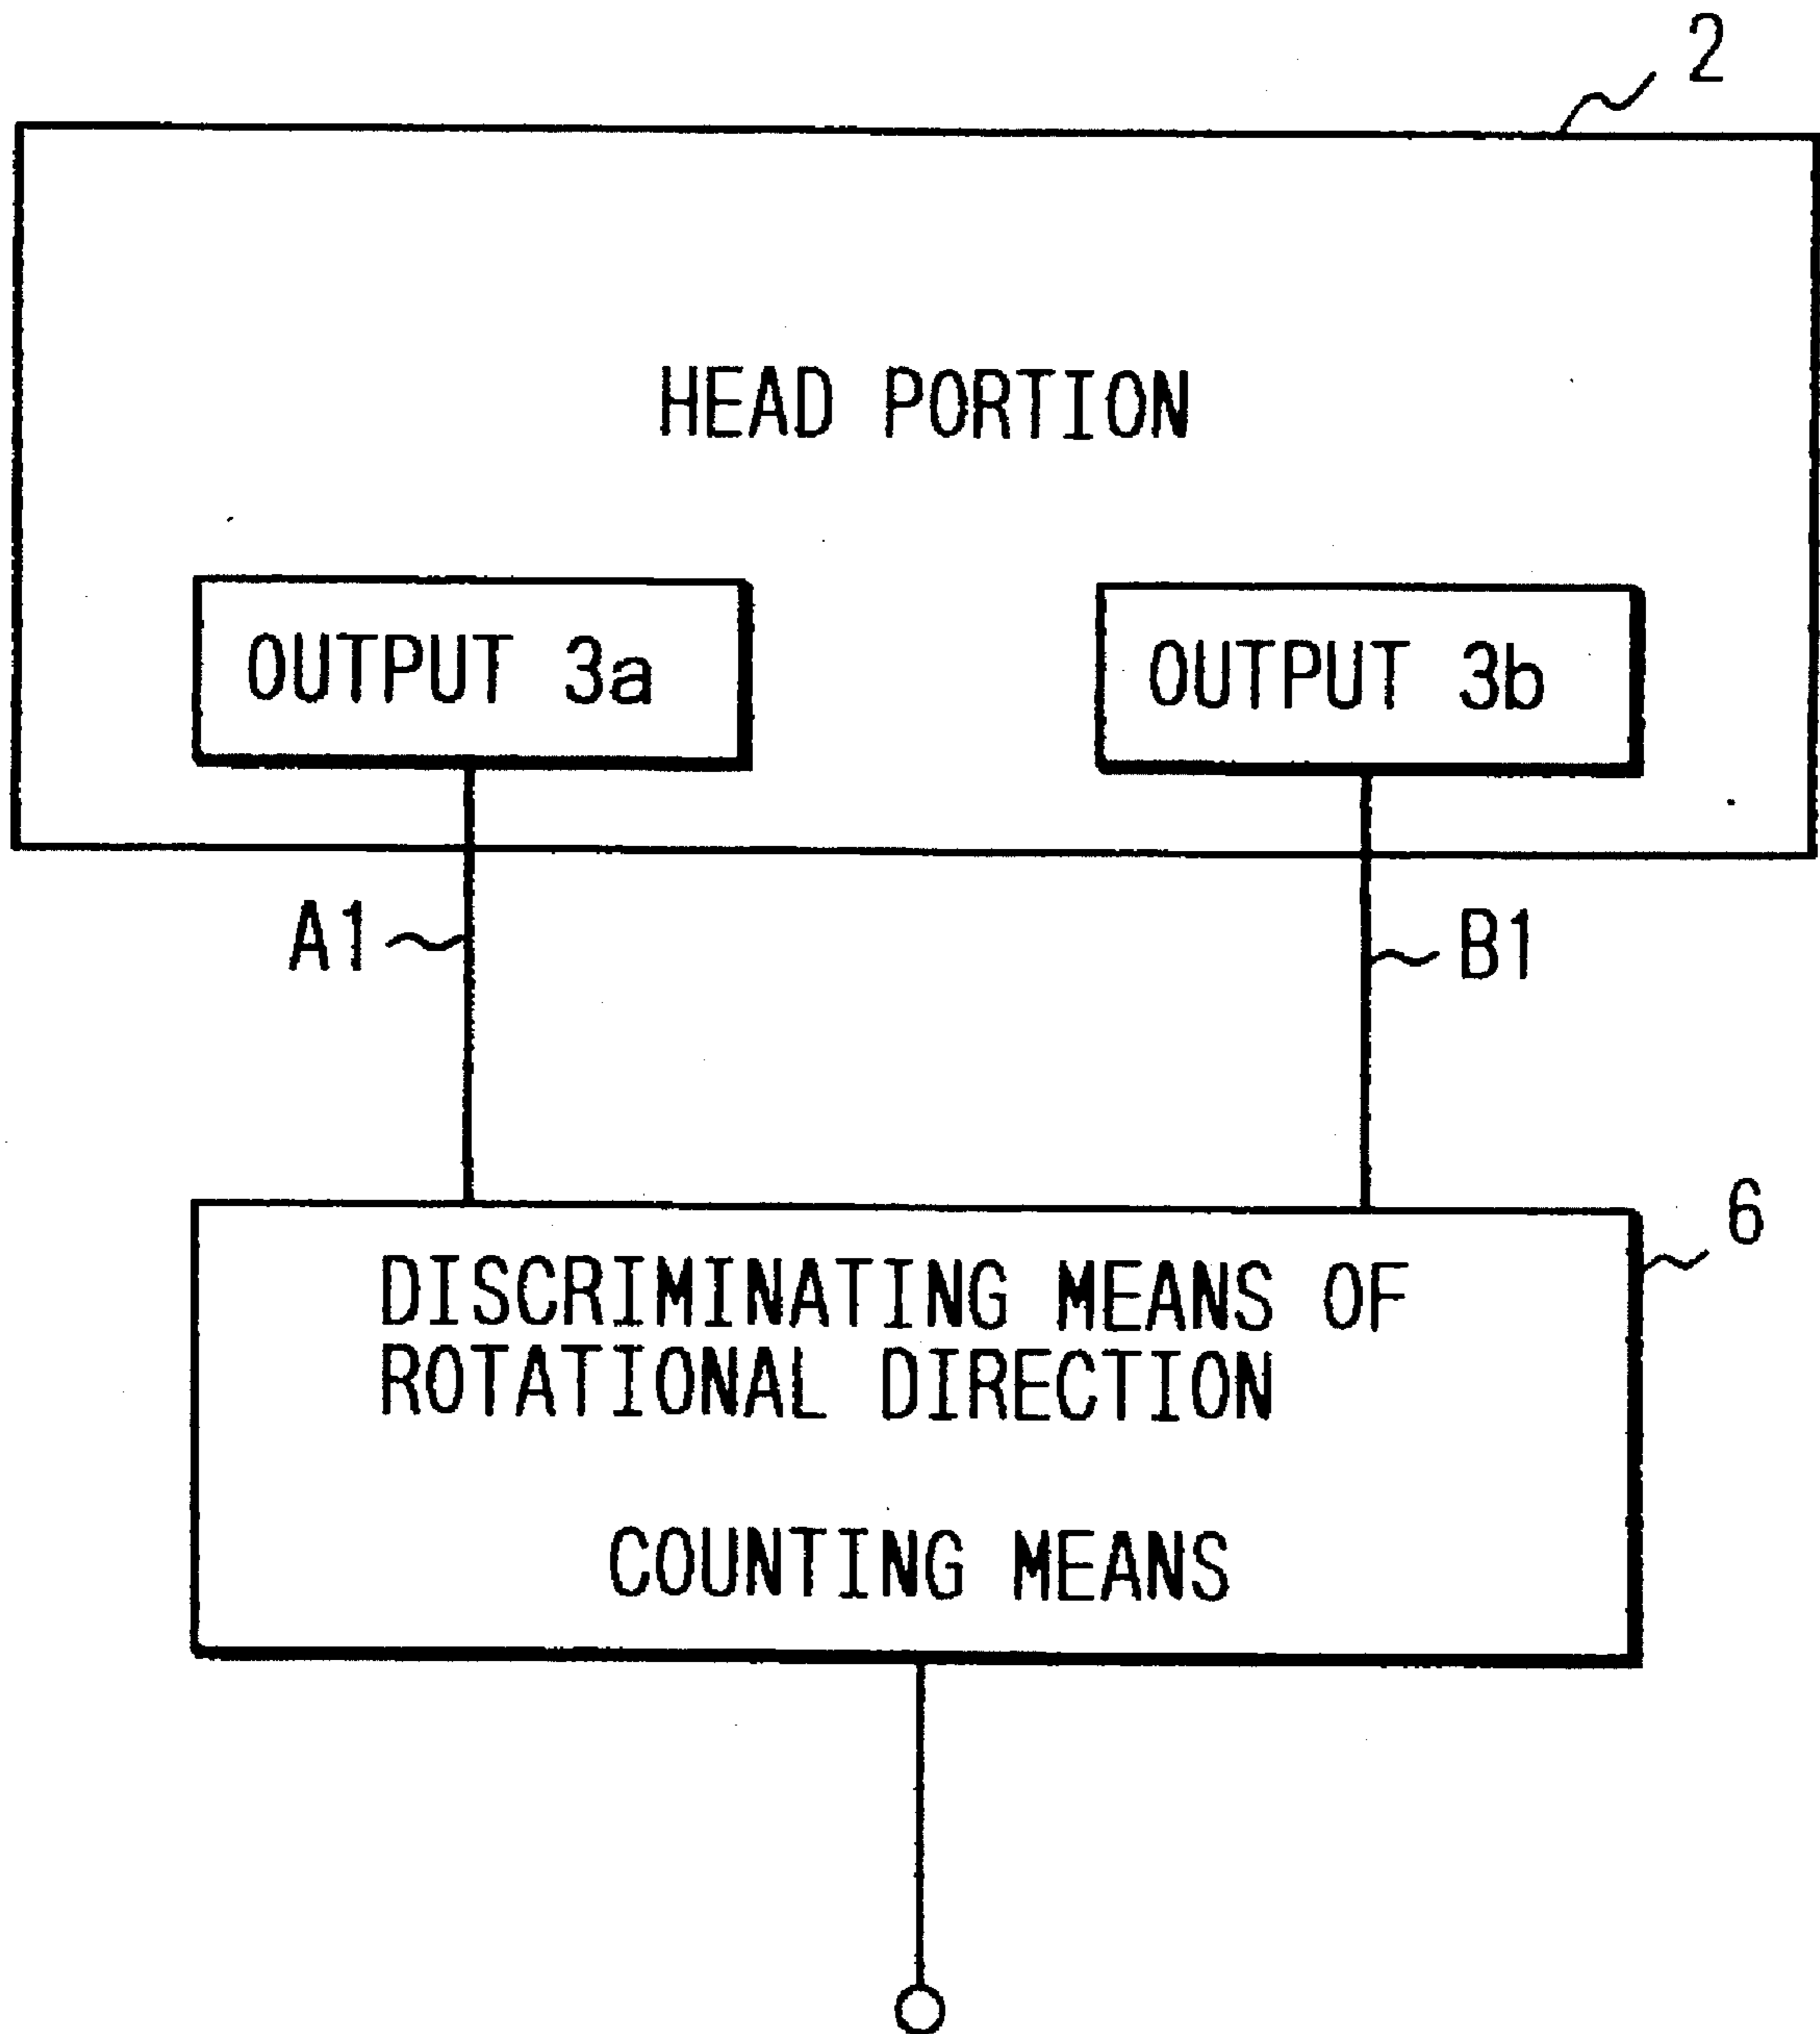 2
HEAD PORTION
OUTPUT 3a
OUTPUT 3b
A1
B1
6
DISCRIMINATING MEANS OF
ROTATIONAL DIRECTION
COUNTING MEANS